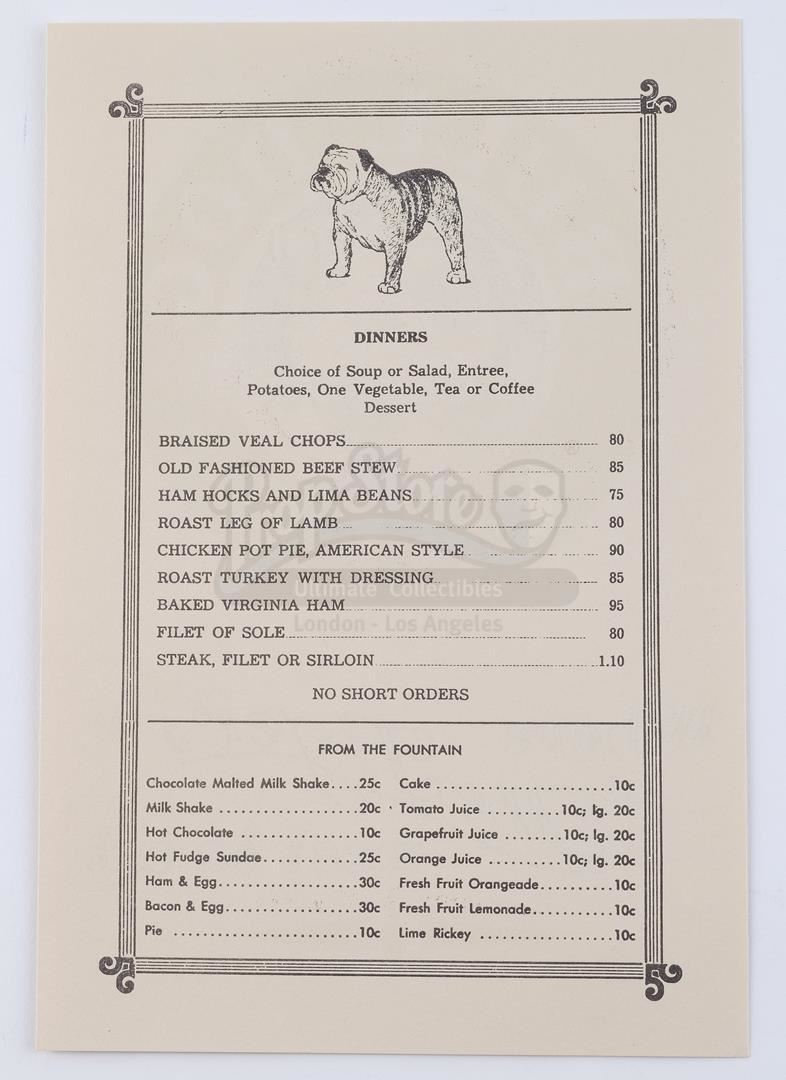 DINNERS
Choice of Soup or Salad, Entree,
Potatoes, One Vegetable, Tea or Coffee
Dessert
BRAISED VEAL CHOPS 80
OLD FASHIONED BEEF STEW 85
HAM HOCKS AND LIMA BEANS 75
ROAST LEG OF LAMB 80
CHICKEN POT PIE, AMERICAN STYLE 90
ROAST TURKEY WITH DRESSING 85
BAKED VIRGINIA HAM 95
FILET OF SOLE 80
STEAK, FILET OR SIRLOIN 1.10
NO SHORT ORDERS
PropStore®
Ultimate Collectibles
London - Los Angeles
FROM THE FOUNTAIN
Chocolate Malted Milk Shake....25c
Milk Shake ....................20c
Hot Chocolate .................10c
Hot Fudge Sundae..............25c
Ham & Egg.....................30c
Bacon & Egg....................30c
Pie ............................10c
Cake .........................10c
Tomato Juice ..........10c; lg. 20c
Grapefruit Juice ........10c; lg. 20c
Orange Juice ..........10c; lg. 20c
Fresh Fruit Orangeade..........10c
Fresh Fruit Lemonade...........10c
Lime Rickey ...................10c